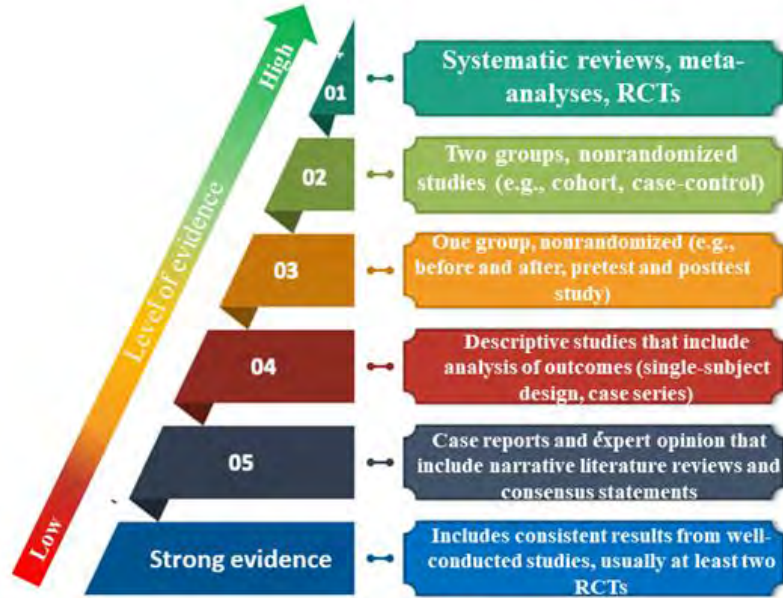 High
Level of evidence
Low
01
Systematic reviews, meta-
analyses, RCTs
02
Two groups, nonrandomized
studies (e.g., cohort, case-control)
03
One group, nonrandomized (e.g.,
before and after, pretest and posttest
study)
04
Descriptive studies that include
analysis of outcomes (single-subject
design, case series)
05
Case reports and expert opinion that
include narrative literature reviews and
consensus statements
Strong evidence
Includes consistent results from well-
conducted studies, usually at least two
RCTs